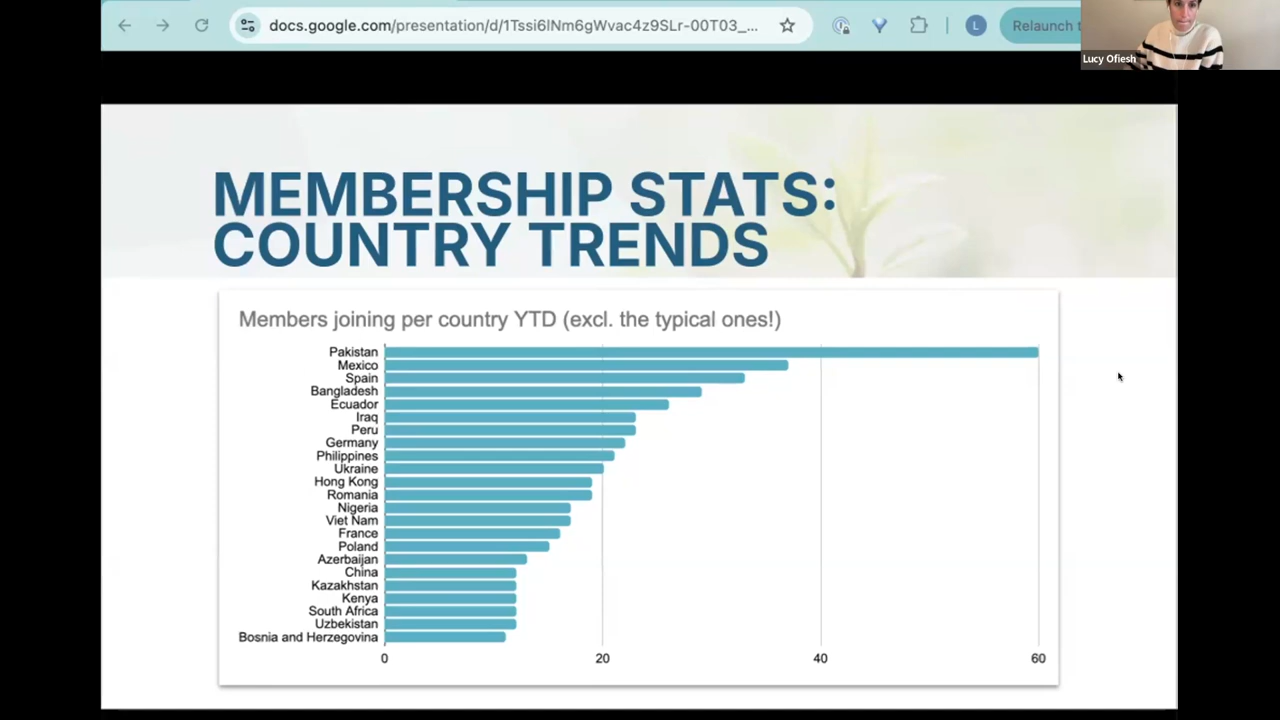 docs.google.com/presentation/d/1Tssi6lNm6gWvac4z9SLr-00T03_...
L
Relaunch t
Lucy Ofiesh
MEMBERSHIP STATS:
COUNTRY TRENDS
Members joining per country YTD (excl. the typical ones!)
Pakistan
Mexico
Spain
Bangladesh
Ecuador
Iraq
Peru
Germany
Philippines
Ukraine
Hong Kong
Romania
Nigeria
Viet Nam
France
Poland
Azerbaijan
China
Kazakhstan
Kenya
South Africa
Uzbekistan
Bosnia and Herzegovina
0 20 40 60